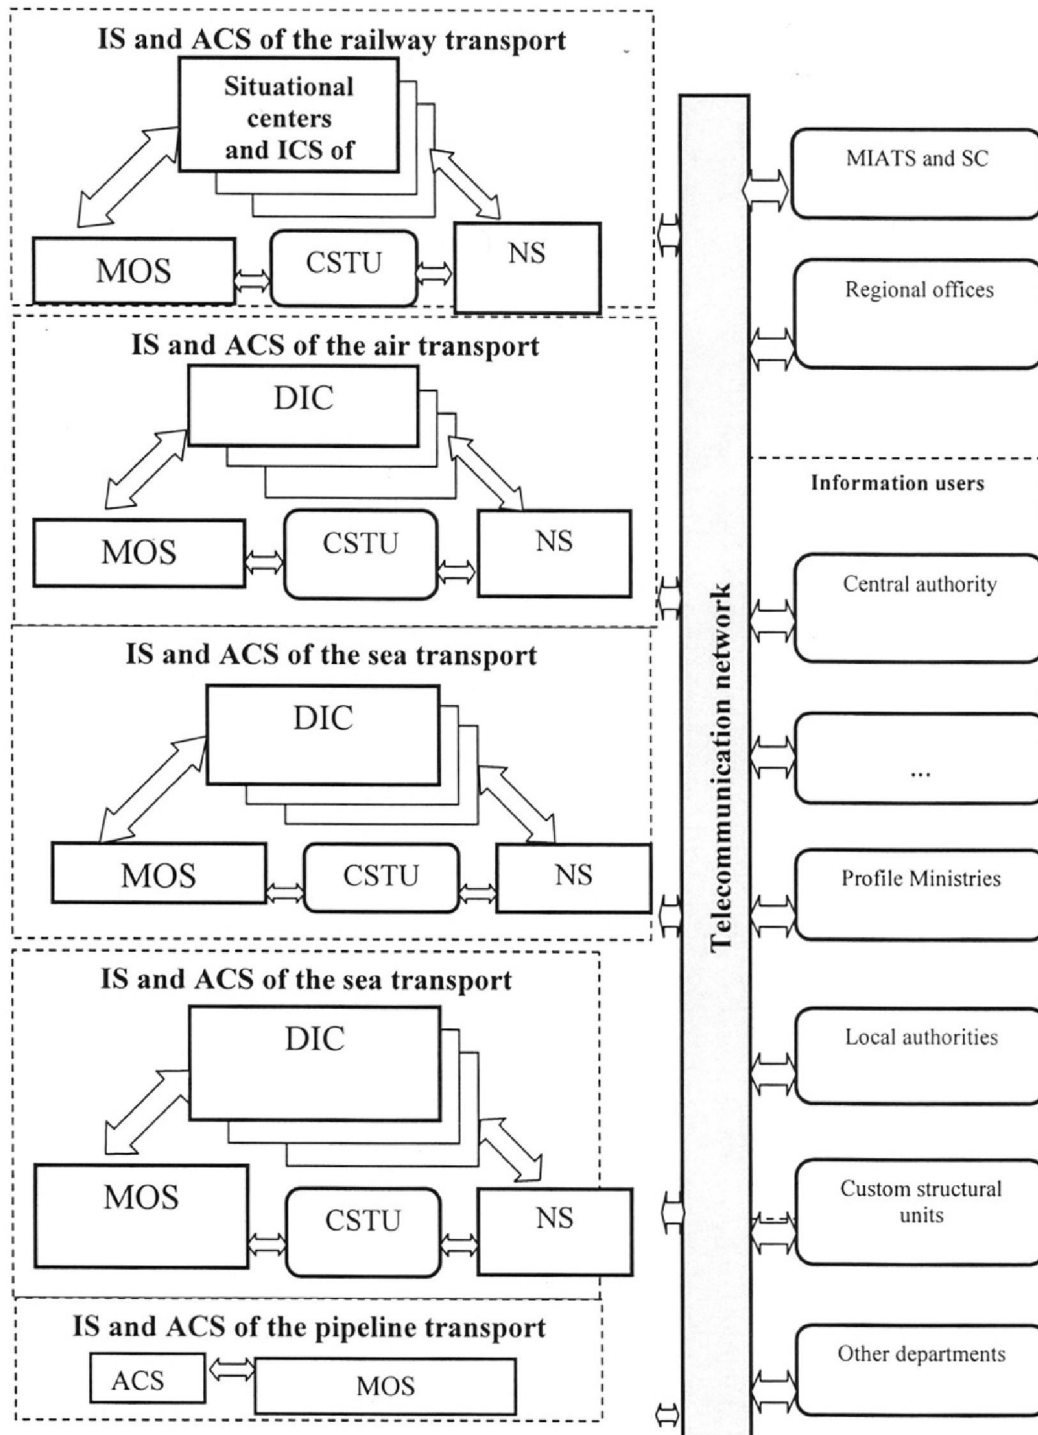 IS and ACS of the railway transport
Situational
centers
and ICS of
MOS
CSTU
NS
IS and ACS of the air transport
DIC
MOS
CSTU
NS
IS and ACS of the sea transport
DIC
MOS
CSTU
NS
IS and ACS of the sea transport
DIC
MOS
CSTU
NS
IS and ACS of the pipeline transport
ACS
MOS
Telecommunication network
MIATS and SC
Regional offices
Information users
Central authority
...
Profile Ministries
Local authorities
Custom structural
units
Other departments